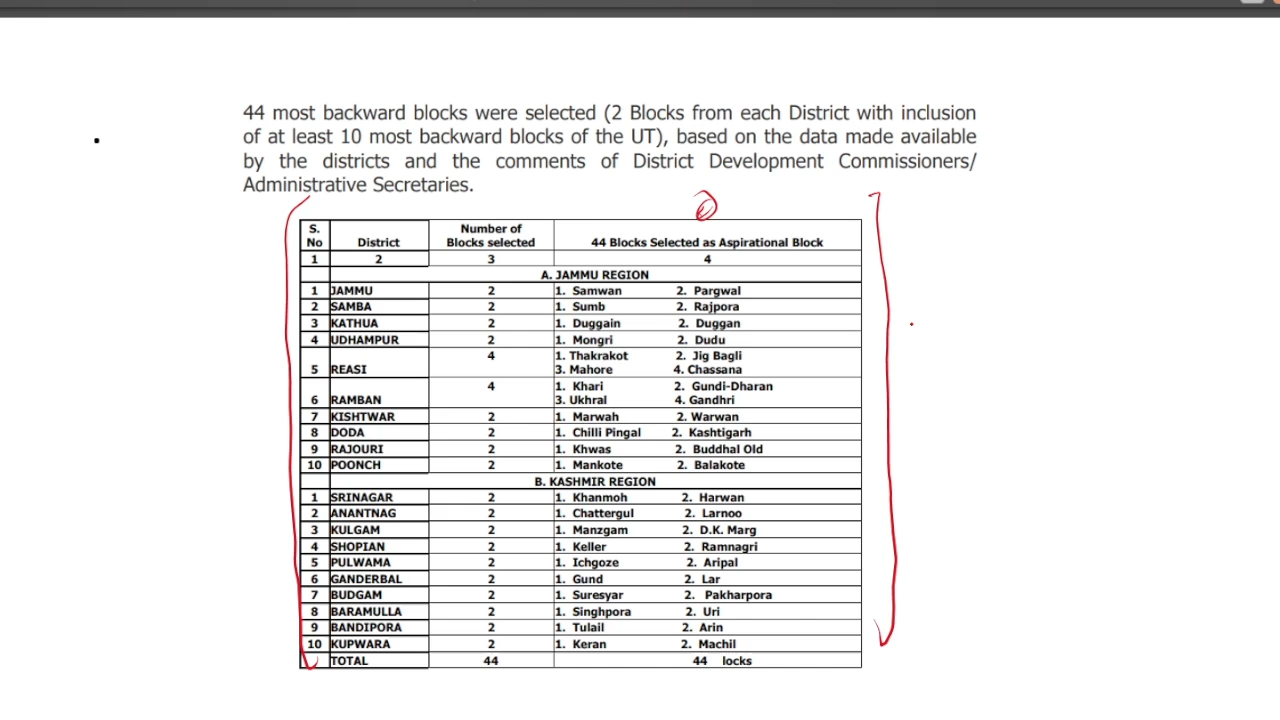 44 most backward blocks were selected (2 Blocks from each District with inclusion
of at least 10 most backward blocks of the UT), based on the data made available
by the districts and the comments of District Development Commissioners/
Administrative Secretaries.
S. No District Number of Blocks selected 44 Blocks Selected as Aspirational Block
1 2 3 4
A. JAMMU REGION
1 JAMMU 2 1. Samwan 2. Pargwal
2 SAMBA 2 1. Sumb 2. Rajpora
3 KATHUA 2 1. Duggain 2. Duggan
4 UDHAMPUR 2 1. Mongri 2. Dudu
5 REASI 4 1. Thakrakot 2. Jig Bagli
3. Mahore 4. Chassana
6 RAMBAN 4 1. Khari 2. Gundi-Dharan
3. Ukhral 4. Gandhri
7 KISHTWAR 2 1. Marwah 2. Warwan
8 DODA 2 1. Chilli Pingal 2. Kashtigarh
9 RAJOURI 2 1. Khwas 2. Buddhal Old
10 POONCH 2 1. Mankote 2. Balakote
B. KASHMIR REGION
1 SRINAGAR 2 1. Khanmoh 2. Harwan
2 ANANTNAG 2 1. Chattergul 2. Larnoo
3 KULGAM 2 1. Manzgam 2. D.K. Marg
4 SHOPIAN 2 1. Keller 2. Ramnagri
5 PULWAMA 2 1. Ichgoze 2. Aripal
6 GANDERBAL 2 1. Gund 2. Lar
7 BUDGAM 2 1. Suresyar 2. Pakharpora
8 BARAMULLA 2 1. Singhpora 2. Uri
9 BANDIPORA 2 1. Tulail 2. Arin
10 KUPWARA 2 1. Keran 2. Machil
TOTAL 44 44 locks